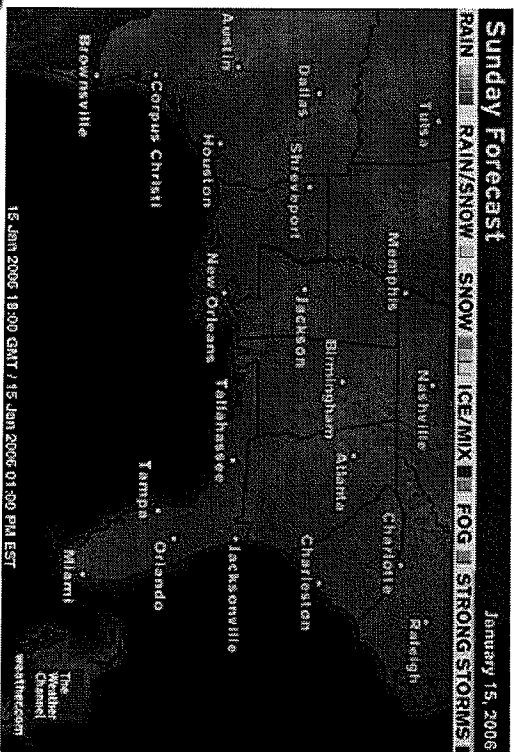 Sunday Forecast
January 15, 2006
RAIN RAIN/SNOW SNOW ICE/MIX FOG STRONG STORMS
Tulsa
Nashville
Raleigh
Memphis
Charlotte
Dallas
Shreveport
Jackson
Birmingham
Atlanta
Charleston
Austin
Houston
New Orleans
Tallahassee
Jacksonville
Corpus Christi
Tampa
Orlando
Brownsville
Miami
The
Weather
Channel
weather.com
15 Jan 2006 18:00 GMT / 15 Jan 2006 01:00 PM EST